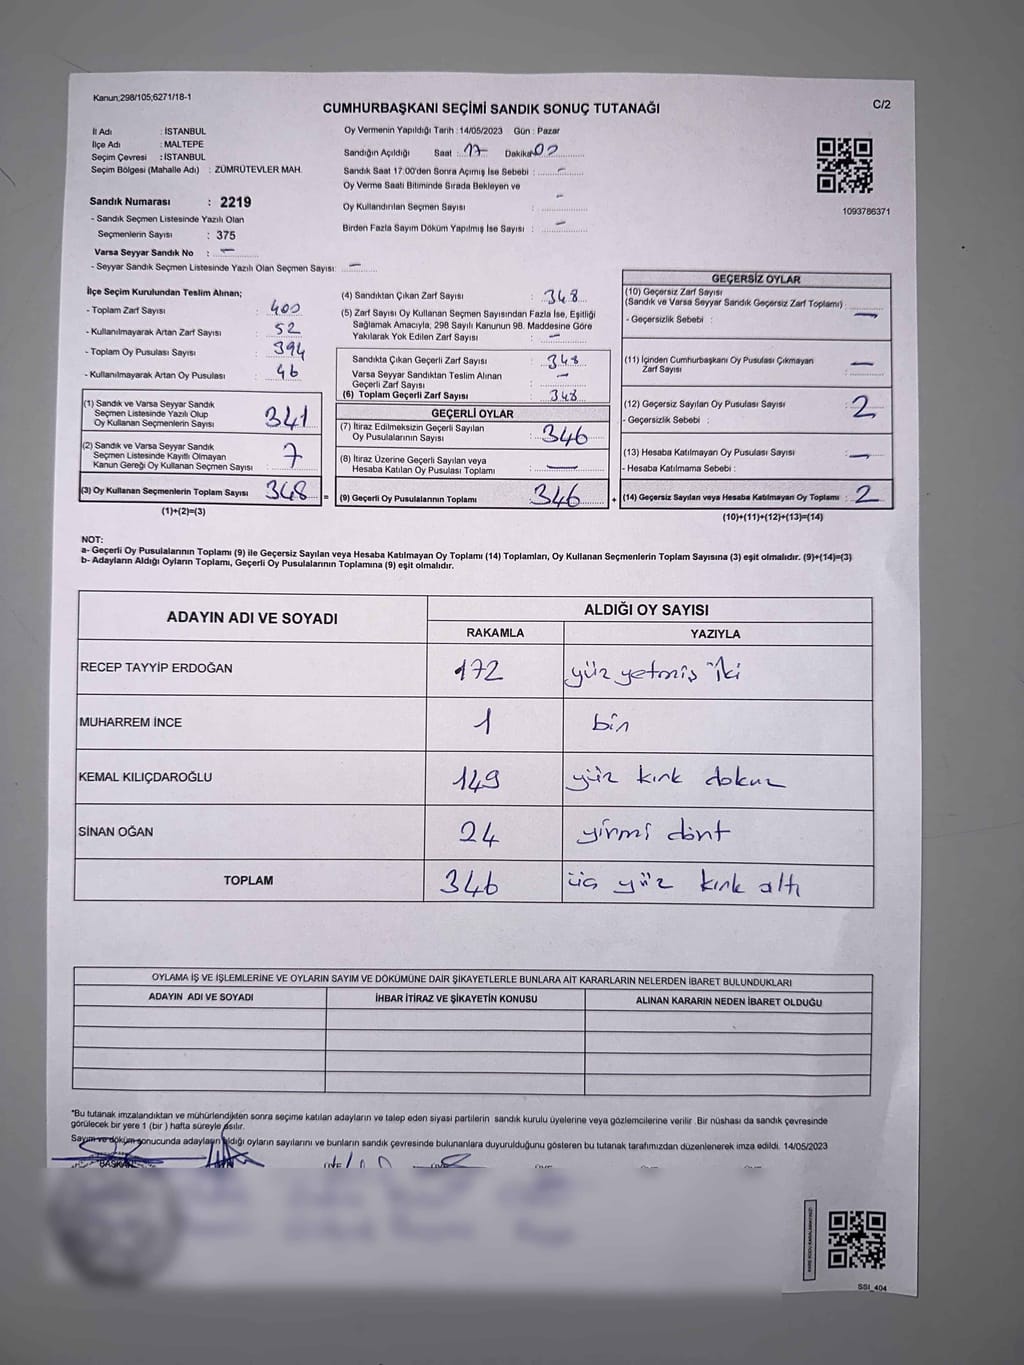 Kanun;298/105;6271/18-1
CUMHURBAŞKANI SEÇİMİ SANDIK SONUÇ TUTANAĞI
C/2
İl Adı : İSTANBUL
İlçe Adı : MALTEPE
Seçim Çevresi : İSTANBUL
Seçim Bölgesi (Mahalle Adı) : ZÜMRÜTEVLER MAH.
Sandık Numarası : 2219
- Sandık Seçmen Listesinde Yazılı Olan
Seçmenlerin Sayısı : 375
Varsa Seyyar Sandık No : —
- Seyyar Sandık Seçmen Listesinde Yazılı Olan Seçmen Sayısı: —
Oy Vermenin Yapıldığı Tarih : 14/05/2023 Gün : Pazar
Sandığın Açıldığı Saat : 17 Dakika 00
Sandık Saat 17:00'den Sonra Açımış İse Sebebi : —
Oy Verme Saati Bitiminde Sırada Bekleyen ve
Oy Kullandırılan Seçmen Sayısı : —
Birden Fazla Sayım Döküm Yapılmış İse Sayısı : —
1093786371
İlçe Seçim Kurulundan Teslim Alınan;
- Toplam Zarf Sayısı : 400
- Kullanılmayarak Artan Zarf Sayısı : 52
- Toplam Oy Pusulası Sayısı : 394
- Kullanılmayarak Artan Oy Pusulası : 46
(1) Sandık ve Varsa Seyyar Sandık
Seçmen Listesinde Yazılı Olup
Oy Kullanan Seçmenlerin Sayısı : 341
(2) Sandık ve Varsa Seyyar Sandık
Seçmen Listesinde Kayıtlı Olmayan
Kanun Gereği Oy Kullanan Seçmen Sayısı : 7
(3) Oy Kullanan Seçmenlerin Toplam Sayısı 348
(1)+(2)=(3)
(4) Sandıktan Çıkan Zarf Sayısı : 348
(5) Zarf Sayısı Oy Kullanan Seçmen Sayısından Fazla İse, Eşitliği
Sağlamak Amacıyla, 298 Sayılı Kanunun 98. Maddesine Göre
Yakılarak Yok Edilen Zarf Sayısı : —
Sandıkta Çıkan Geçerli Zarf Sayısı : 348
Varsa Seyyar Sandıktan Teslim Alınan
Geçerli Zarf Sayısı : —
(6) Toplam Geçerli Zarf Sayısı : 348
GEÇERLİ OYLAR
(7) İtiraz Edilmeksizin Geçerli Sayılan
Oy Pusulalarının Sayısı : 346
(8) İtiraz Üzerine Geçerli Sayılan veya
Hesaba Katılan Oy Pusulası Toplamı : —
= (9) Geçerli Oy Pusulalarının Toplamı : 346 +
GEÇERSİZ OYLAR
(10) Geçersiz Zarf Sayısı
(Sandık ve Varsa Seyyar Sandık Geçersiz Zarf Toplamı) : —
- Geçersizlik Sebebi :
(11) İçinden Cumhurbaşkanı Oy Pusulası Çıkmayan
Zarf Sayısı : —
(12) Geçersiz Sayılan Oy Pusulası Sayısı : 2
- Geçersizlik Sebebi :
(13) Hesaba Katılmayan Oy Pusulası Sayısı : —
- Hesaba Katılmama Sebebi :
(14) Geçersiz Sayılan veya Hesaba Katılmayan Oy Toplamı : 2
(10)+(11)+(12)+(13)=(14)
NOT:
a- Geçerli Oy Pusulalarının Toplamı (9) ile Geçersiz Sayılan veya Hesaba Katılmayan Oy Toplamı (14) Toplamları, Oy Kullanan Seçmenlerin Toplam Sayısına (3) eşit olmalıdır. (9)+(14)=(3)
b- Adayların Aldığı Oyların Toplamı, Geçerli Oy Pusulalarının Toplamına (9) eşit olmalıdır.
ADAYIN ADI VE SOYADI ALDIĞI OY SAYISI
RAKAMLA YAZIYLA
RECEP TAYYİP ERDOĞAN 172 yüz yetmiş iki
MUHARREM İNCE 1 bin
KEMAL KILIÇDAROĞLU 149 yüz kırk dokuz
SİNAN OĞAN 24 yirmi dört
TOPLAM 346 üç yüz kırk altı
OYLAMA İŞ VE İŞLEMLERİNE VE OYLARIN SAYIM VE DÖKÜMÜNE DAİR ŞİKAYETLERLE BUNLARA AİT KARARLARIN NELERDEN İBARET BULUNDUKLARI
ADAYIN ADI VE SOYADI İHBAR İTİRAZ VE ŞİKAYETİN KONUSU ALINAN KARARIN NEDEN İBARET OLDUĞU
*Bu tutanak imzalandıktan ve mühürlendikten sonra seçime katılan adayların ve talep eden siyasi partilerin sandık kurulu üyelerine veya gözlemcilerine verilir. Bir nüshası da sandık çevresinde
görülecek bir yere 1 (bir ) hafta süreyle asılır.
Sayım ve döküm sonucunda adayların aldığı oyların sayılarını ve bunların sandık çevresinde bulunanlara duyurulduğunu gösteren bu tutanak tarafımızdan düzenlenerek imza edildi. 14/05/2023
BAŞKAN
SSI_404